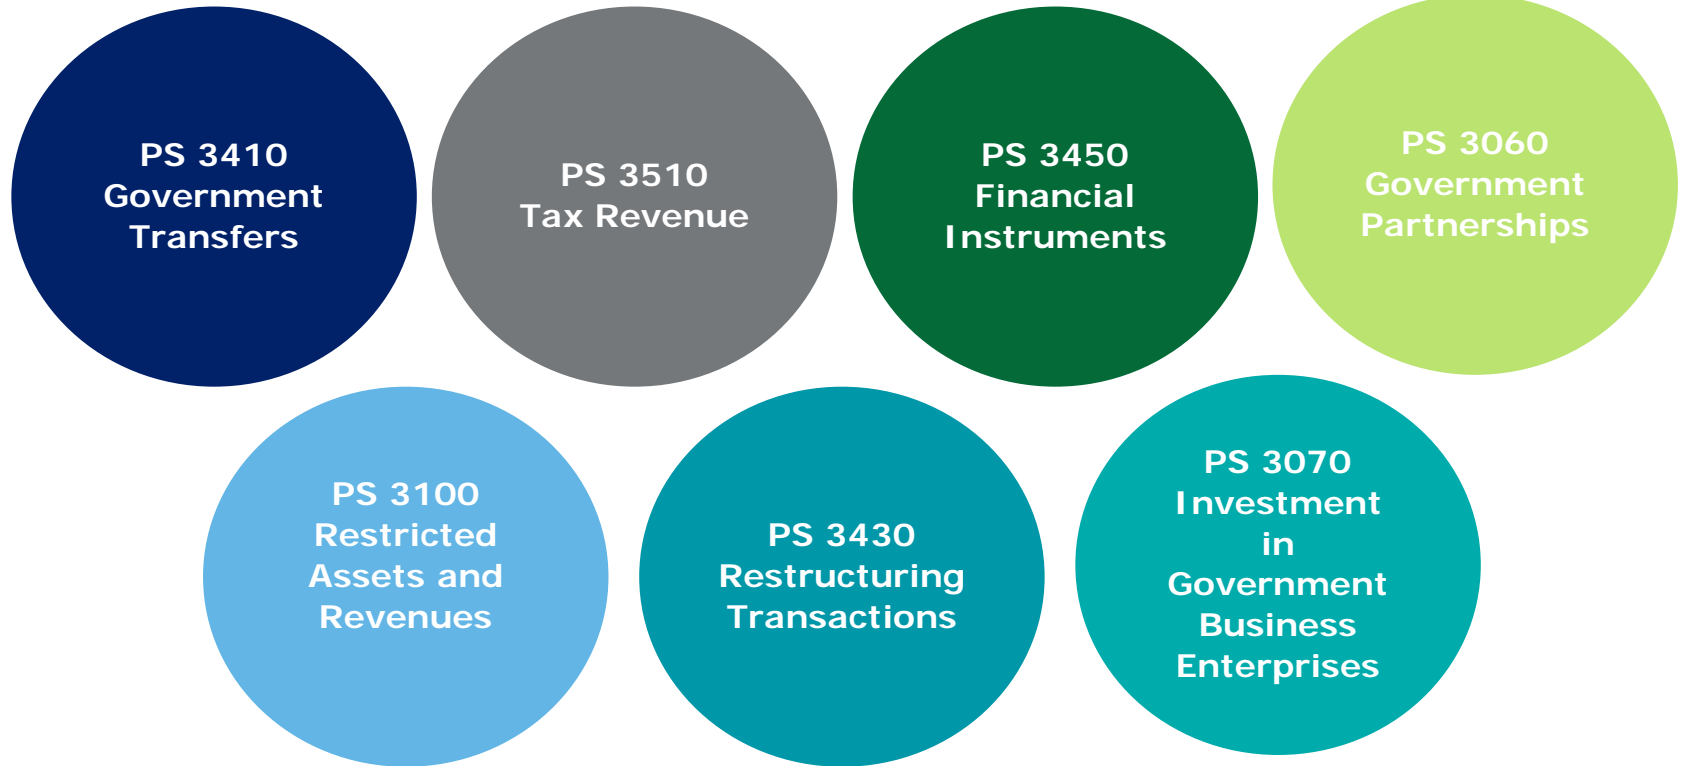 PS 3410
Government
Transfers
PS 3510
Tax Revenue
PS 3450
Financial
Instruments
PS 3060
Government
Partnerships
PS 3100
Restricted
Assets and
Revenues
PS 3430
Restructuring
Transactions
PS 3070
Investment
in
Government
Business
Enterprises